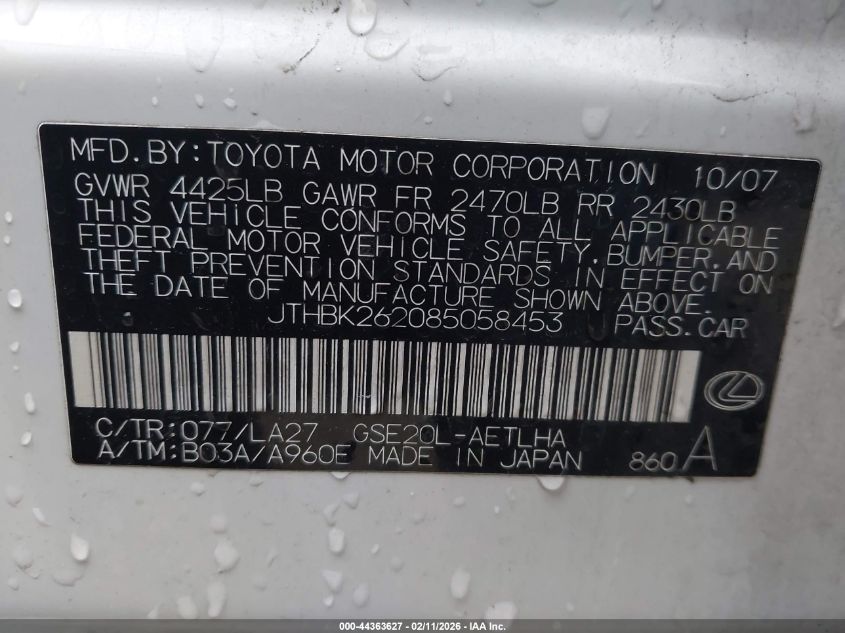 MFD.BY:TOYOTA MOTOR CORPORATION 10/07
GVWR 4425LB GAWR FR 2470LB RR 2430LB
THIS VEHICLE CONFORMS TO ALL APPLICABLE
FEDERAL MOTOR VEHICLE SAFETY,BUMPER,AND
THEFT PREVENTION STANDARDS IN EFFECT ON
THE DATE OF MANUFACTURE SHOWN ABOVE.
JTHBK262085058453 PASS.CAR
C/TR:077/LA27 GSE20L-AETLHA
A/TM:B03A/A960E MADE IN JAPAN 860 A
000-44363627 - 02/11/2026 - IAA Inc.